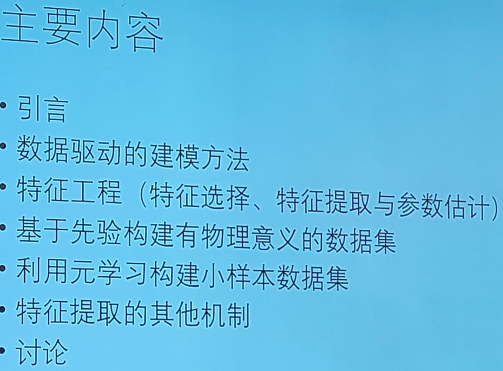 主要内容
• 引言
• 数据驱动的建模方法
• 特征工程（特征选择、特征提取与参数估计）
• 基于先验构建有物理意义的数据集
• 利用元学习构建小样本数据集
• 特征提取的其他机制
• 讨论